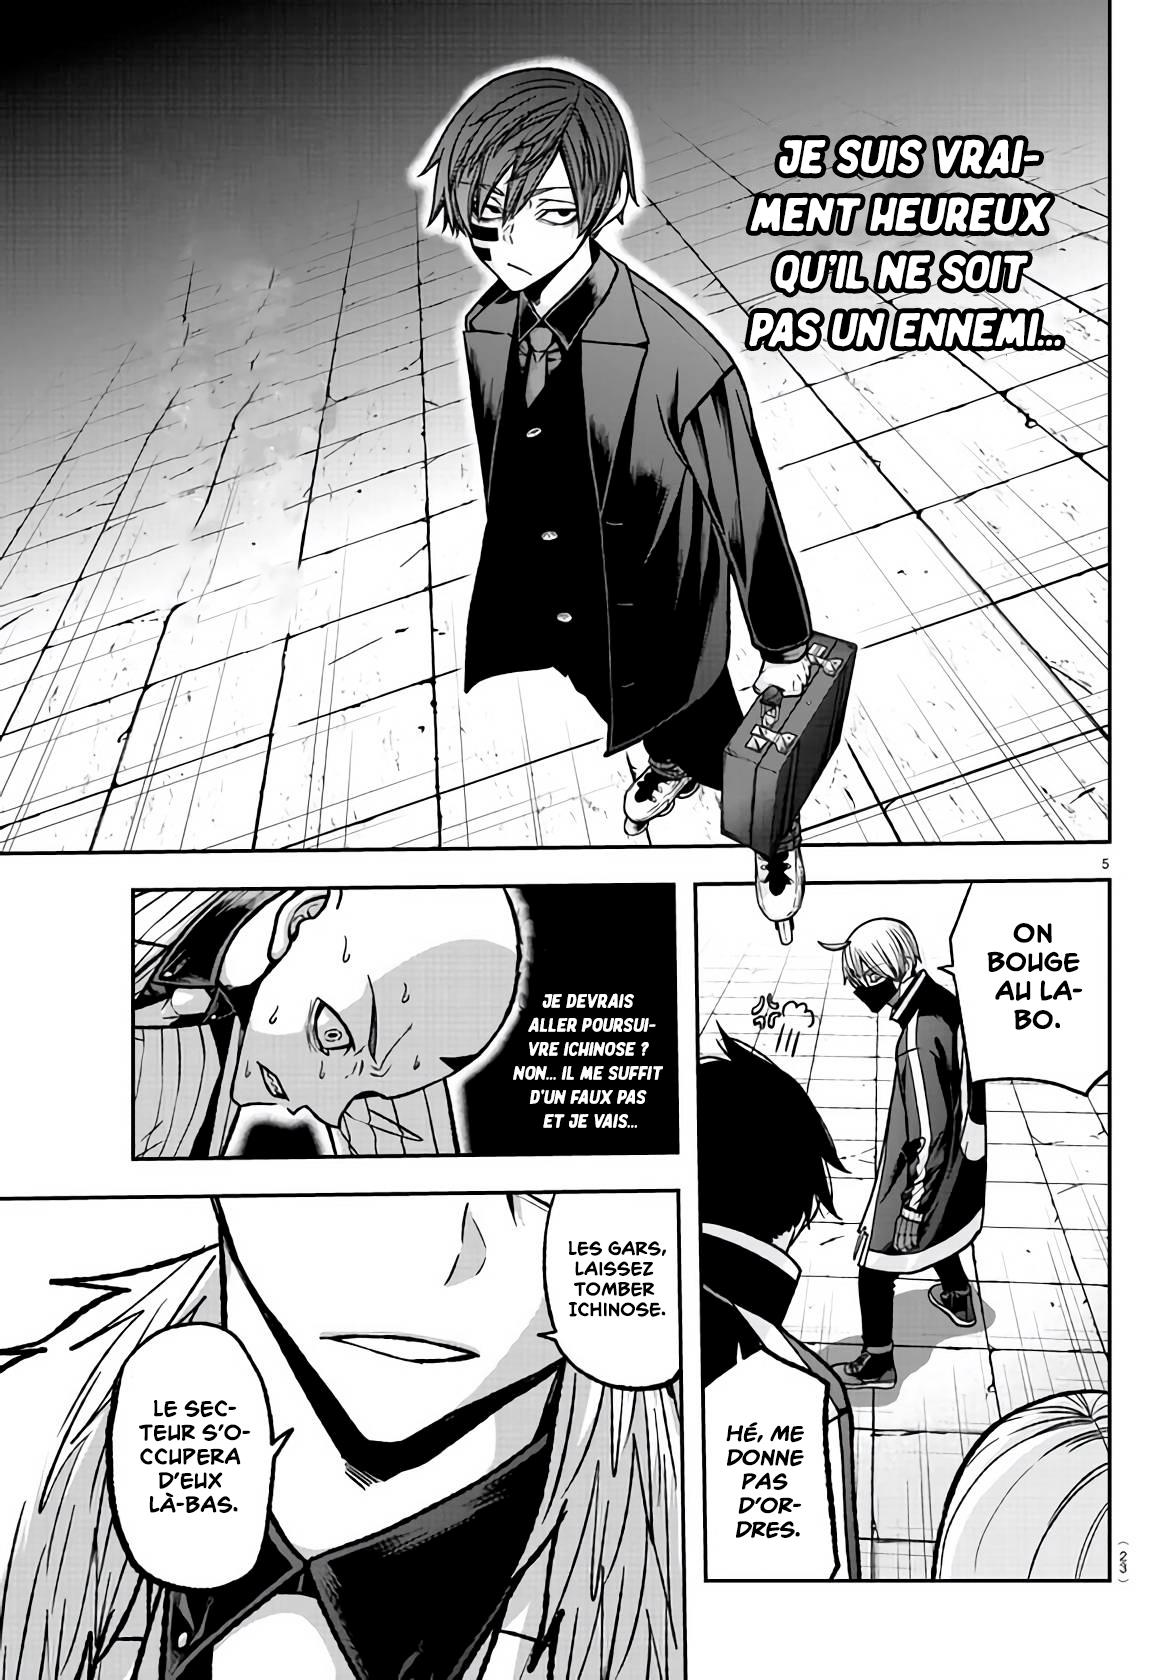 JE SUIS VRAI-
MENT HEUREUX
QU'IL NE SOIT
PAS UN ENNEMI...
5
ON
BOUGE
AU LA-
BO.
HÉ, ME
DONNE
PAS
D'OR-
DRES.
JE DEVRAIS
ALLER POURSUI-
VRE ICHINOSE ?
NON... IL ME SUFFIT
D'UN FAUX PAS
ET JE VAIS...
LES GARS,
LAISSEZ
TOMBER
ICHINOSE.
LE SEC-
TEUR S'O-
CCUPERA
D'EUX
LÀ-BAS.
(23)